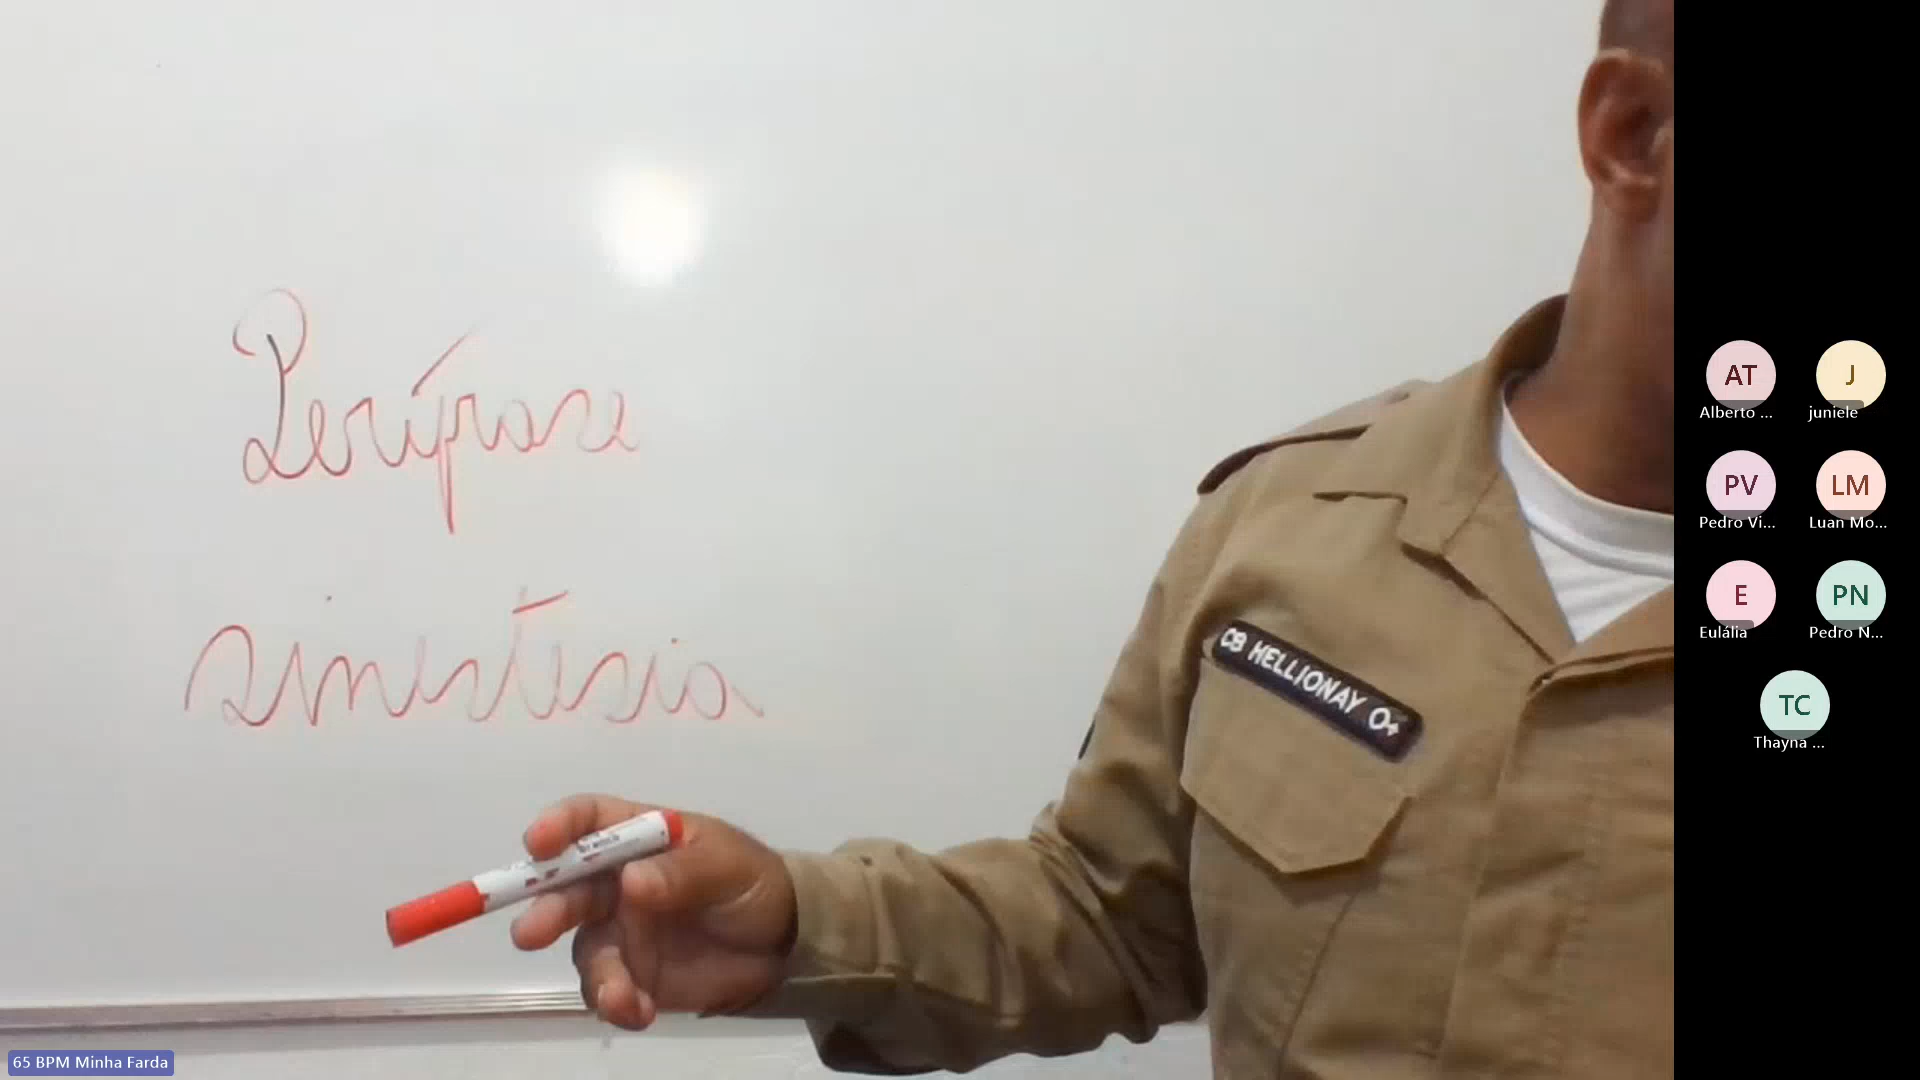 Perífrase
sinestesia
CB HELLIONAY O+
AT
Alberto ...
J
juniele
PV
Pedro Vi...
LM
Luan Mo...
E
Eulália
PN
Pedro N...
TC
Thayna ...
65 BPM Minha Farda